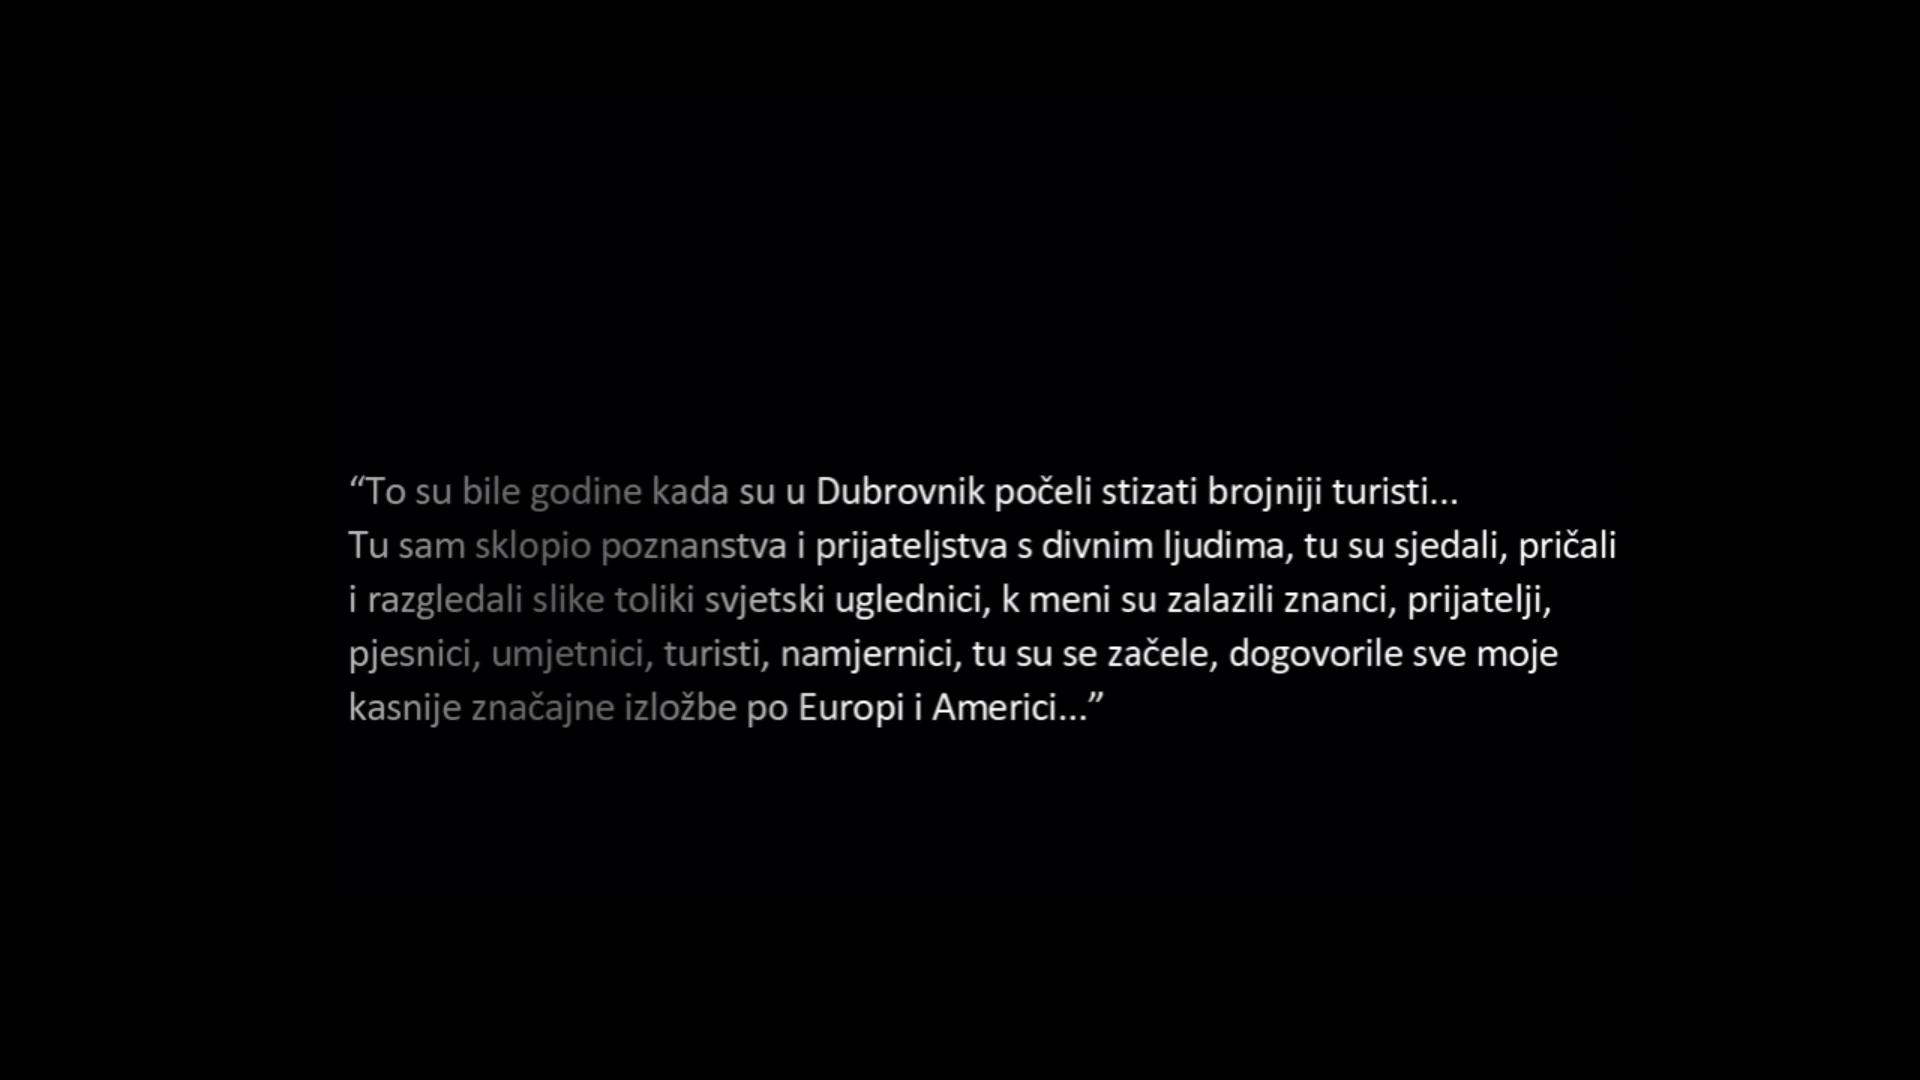 “To su bile godine kada su u Dubrovnik počeli stizati brojniji turisti...
Tu sam sklopio poznanstva i prijateljstva s divnim ljudima, tu su sjedali, pričali
i razgledali slike toliki svjetski uglednici, k meni su zalazili znanci, prijatelji,
pjesnici, umjetnici, turisti, namjernici, tu su se začele, dogovorile sve moje
kasnije značajne izložbe po Europi i Americi...”